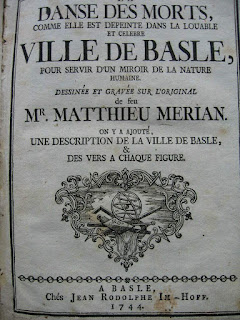 DANSE DES MORTS,
COMME ELLE EST DEPEINTE DANS LA LOUABLE
ET CELEBRE
VILLE DE BASLE,
POUR SERVIR D'UN MIROIR DE LA NATURE
HUMAINE.
DESSINÉE ET GRAVÉE SUR L'ORIGINAL
de feu
MR. MATTHIEU MERIAN.
ON Y A AJOUTÉ,
UNE DESCRIPTION DE LA VILLE DE BASLE,
&
DES VERS A CHAQUE FIGURE.
A BASLE,
Chés JEAN RODOLPHE IM-HOFF.
1744.